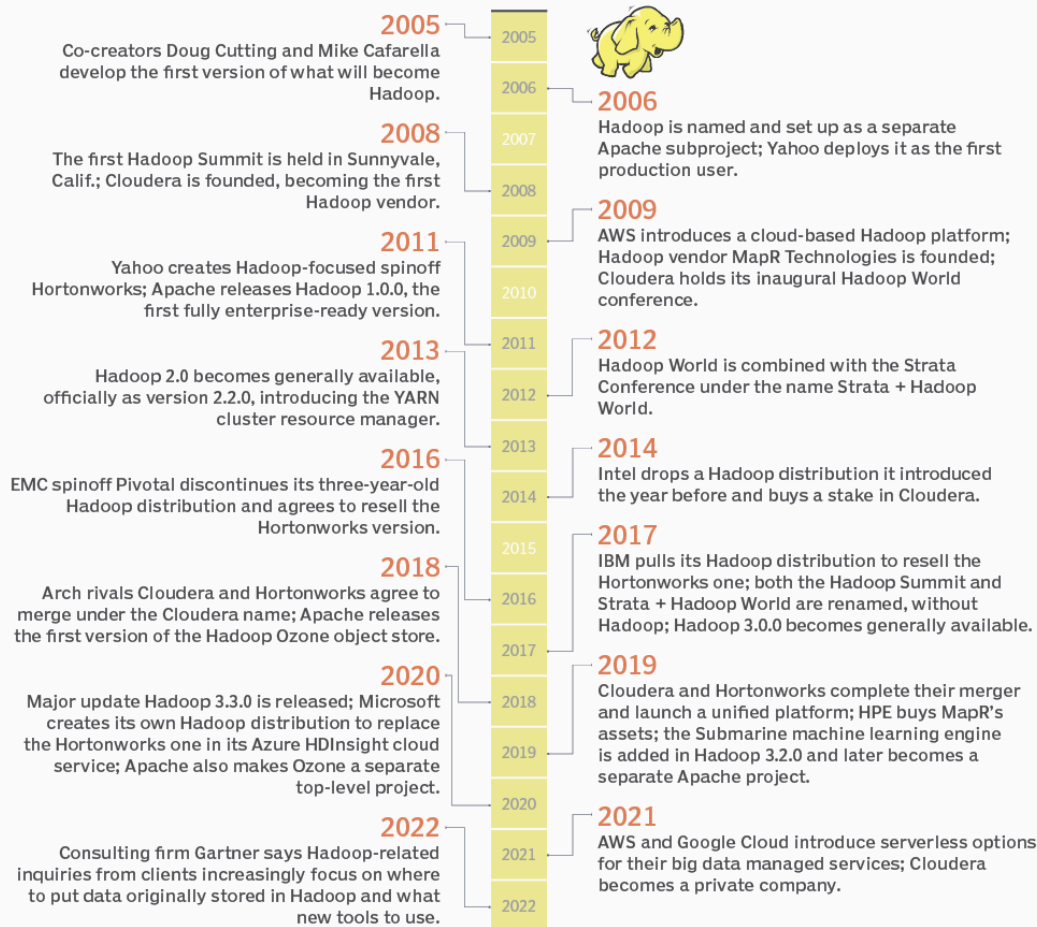 2005
Co-creators Doug Cutting and Mike Cafarella
develop the first version of what will become
Hadoop.
2006
Hadoop is named and set up as a separate
Apache subproject; Yahoo deploys it as the first
production user.
2008
The first Hadoop Summit is held in Sunnyvale,
Calif.; Cloudera is founded, becoming the first
Hadoop vendor.
2009
AWS introduces a cloud-based Hadoop platform;
Hadoop vendor MapR Technologies is founded;
Cloudera holds its inaugural Hadoop World
conference.
2011
Yahoo creates Hadoop-focused spinoff
Hortonworks; Apache releases Hadoop 1.0.0, the
first fully enterprise-ready version.
2012
Hadoop World is combined with the Strata
Conference under the name Strata + Hadoop
World.
2013
Hadoop 2.0 becomes generally available,
officially as version 2.2.0, introducing the YARN
cluster resource manager.
2014
Intel drops a Hadoop distribution it introduced
the year before and buys a stake in Cloudera.
2016
EMC spinoff Pivotal discontinues its three-year-old
Hadoop distribution and agrees to resell the
Hortonworks version.
2017
IBM pulls its Hadoop distribution to resell the
Hortonworks one; both the Hadoop Summit and
Strata + Hadoop World are renamed, without
Hadoop; Hadoop 3.0.0 becomes generally available.
2018
Arch rivals Cloudera and Hortonworks agree to
merge under the Cloudera name; Apache releases
the first version of the Hadoop Ozone object store.
2019
Cloudera and Hortonworks complete their merger
and launch a unified platform; HPE buys MapR's
assets; the Submarine machine learning engine
is added in Hadoop 3.2.0 and later becomes a
separate Apache project.
2020
Major update Hadoop 3.3.0 is released; Microsoft
creates its own Hadoop distribution to replace
the Hortonworks one in its Azure HDInsight cloud
service; Apache also makes Ozone a separate
top-level project.
2021
AWS and Google Cloud introduce serverless options
for their big data managed services; Cloudera
becomes a private company.
2022
Consulting firm Gartner says Hadoop-related
inquiries from clients increasingly focus on where
to put data originally stored in Hadoop and what
new tools to use.
2005
2006
2007
2008
2009
2010
2011
2012
2013
2014
2015
2016
2017
2018
2019
2020
2021
2022